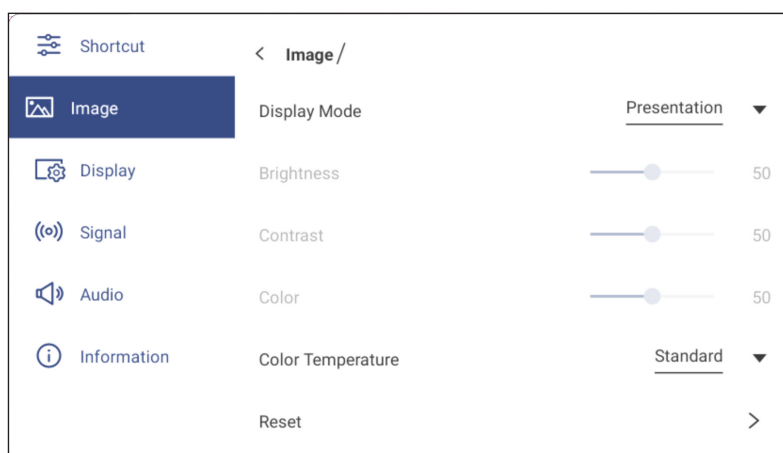 Shortcut
Image
Display
Signal
Audio
Information
< Image/
Display Mode Presentation
Brightness 50
Contrast 50
Color 50
Color Temperature Standard
Reset